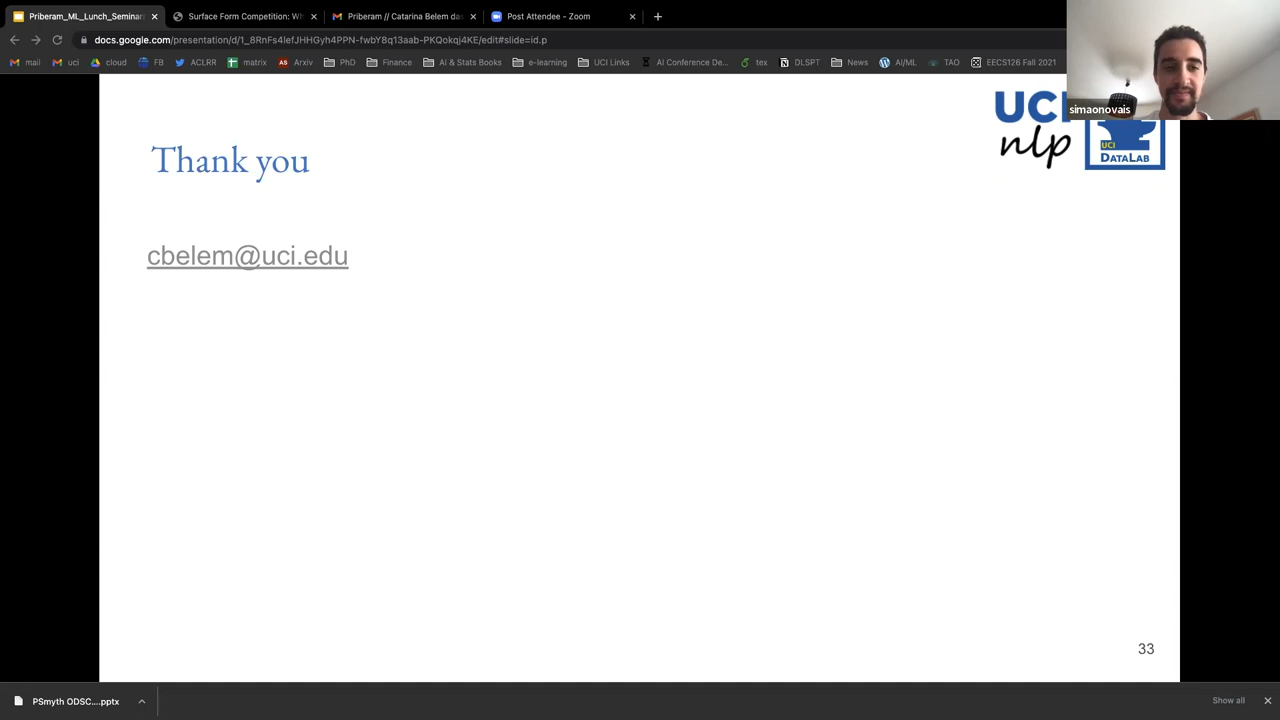 Priberam_ML_Lunch_Seminar
Surface Form Competition: Wh
Priberam // Catarina Belem das
Post Attendee - Zoom
docs.google.com/presentation/d/1_8RnFs4IefJHHGyh4PPN-fwbY8q13aab-PKQokqj4KE/edit#slide=id.p
mail
uci
cloud
FB
ACLRR
matrix
Arxiv
PhD
Finance
AI & Stats Books
e-learning
UCI Links
AI Conference De...
tex
DLSPT
News
AI/ML
TAO
EECS126 Fall 2021
simaonovais
UCI
nlp
UCI
DATALAB
Thank you
cbelem@uci.edu
33
PSmyth ODSC....pptx
Show all